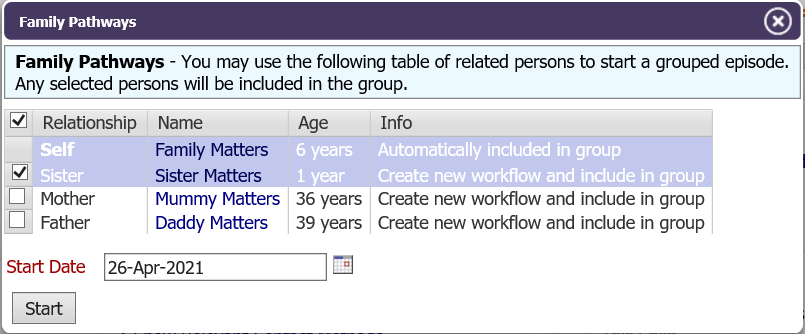 Family Pathways
Family Pathways - You may use the following table of related persons to start a grouped episode.
Any selected persons will be included in the group.
Relationship Name Age Info
Self Family Matters 6 years Automatically included in group
Sister Sister Matters 1 year Create new workflow and include in group
Mother Mummy Matters 36 years Create new workflow and include in group
Father Daddy Matters 39 years Create new workflow and include in group
Start Date 26-Apr-2021
Start